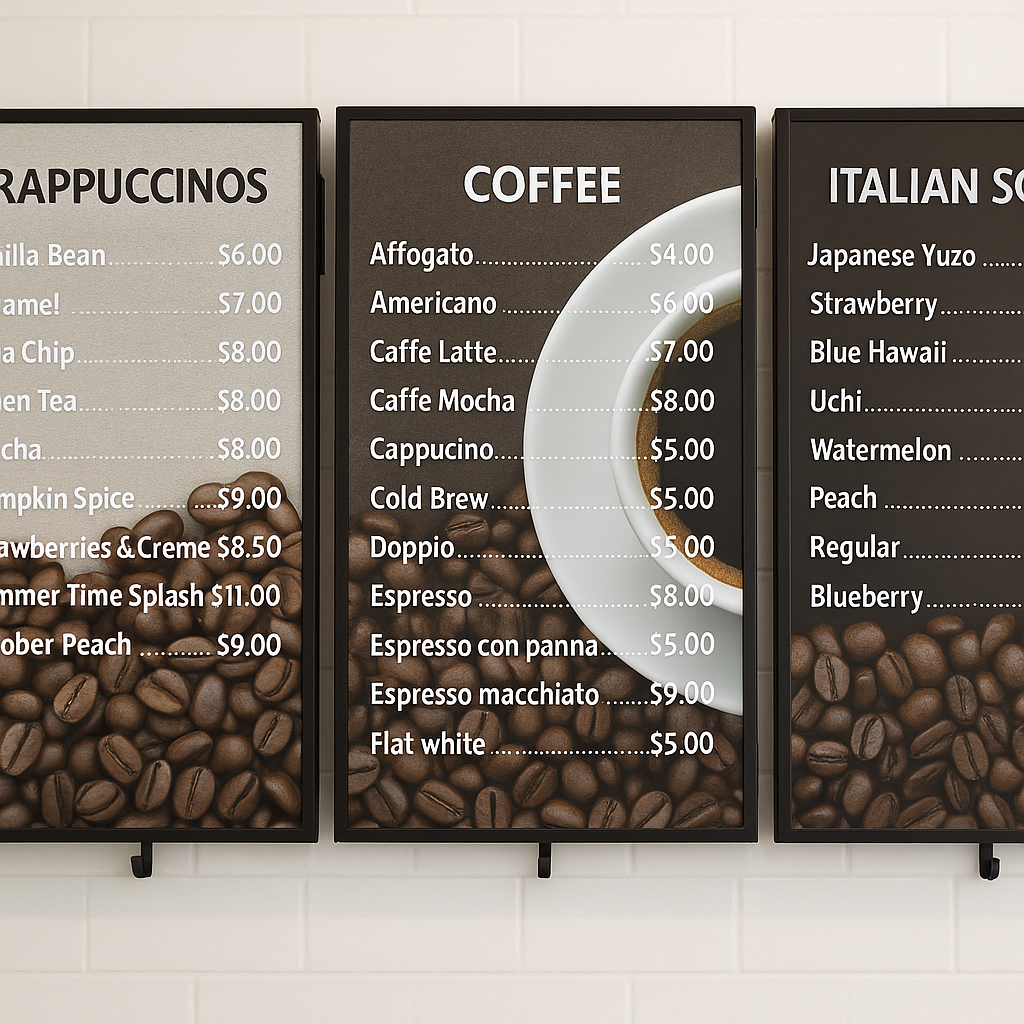 RAPPUCCINOS
illa Bean..................$6.00
ame! ..................$7.00
a Chip..................$8.00
en Tea..................$8.00
cha..................$8.00
mpkin Spice............$9.00
awberries & Creme $8.50
mmer Time Splash $11.00
ober Peach ..........$9.00
COFFEE
Affogato..................$4.00
Americano ..................$6.00
Caffe Latte..................$7.00
Caffe Mocha ..................$8.00
Cappucino..................$5.00
Cold Brew..................$5.00
Doppio..................$5.00
Espresso ..................$8.00
Espresso con panna........$5.00
Espresso macchiato .......$9.00
Flat white ..................$5.00
ITALIAN SO
Japanese Yuzo ......
Strawberry............
Blue Hawaii ..........
Uchi..................
Watermelon ........
Peach ..................
Regular................
Blueberry..............